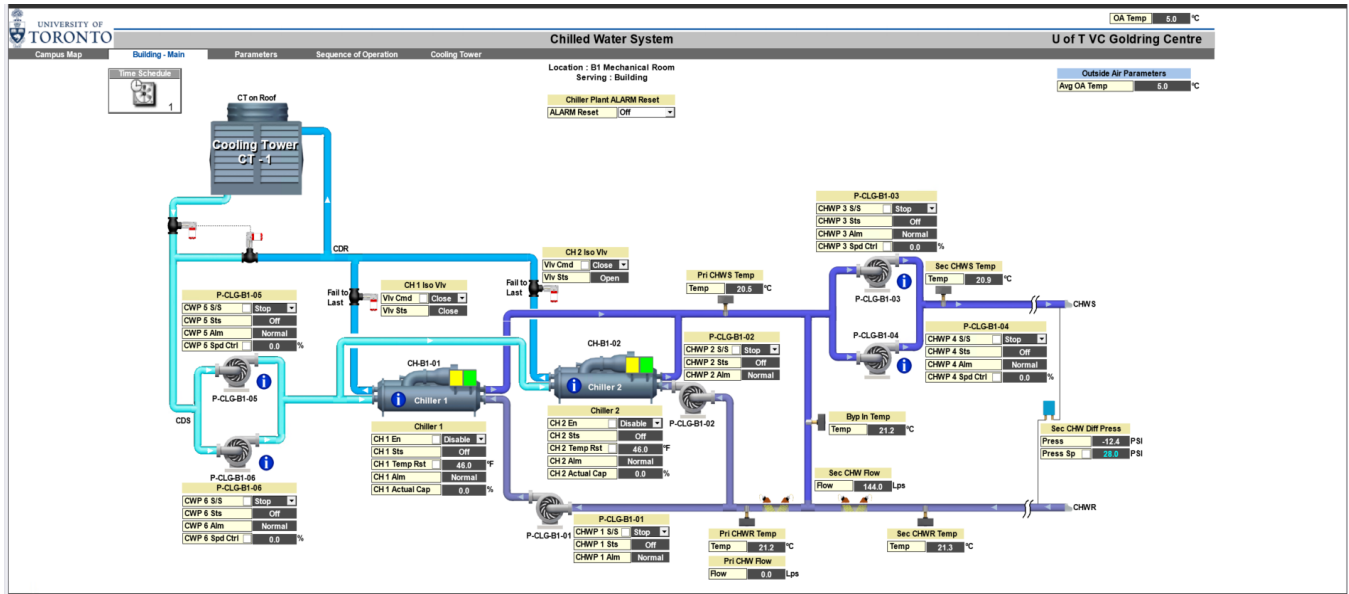 OA Temp 5.0 °C
UNIVERSITY OF
TORONTO
Chilled Water System
U of T VC Goldring Centre
Campus Map Building - Main Parameters Sequence of Operation Cooling Tower
Time Schedule
1
Location : B1 Mechanical Room
Serving : Building
Outside Air Parameters
Avg OA Temp 5.0 °C
Chiller Plant ALARM Reset
ALARM Reset Off
CT on Roof
Cooling Tower
CT - 1
CDR
CH 2 Iso Vlv
Vlv Cmd Close
Vlv Sts Open
Fail to
Last
CH 1 Iso Vlv
Vlv Cmd Close
Vlv Sts Close
Fail to
Last
P-CLG-B1-03
CHWP 3 S/S Stop
CHWP 3 Sts Off
CHWP 3 Alm Normal
CHWP 3 Spd Ctrl 0.0 %
P-CLG-B1-03
Pri CHWS Temp
Temp 20.5 °C
Sec CHWS Temp
Temp 20.9 °C
CHWS
P-CLG-B1-05
CWP 5 S/S Stop
CWP 5 Sts Off
CWP 5 Alm Normal
CWP 5 Spd Ctrl 0.0 %
P-CLG-B1-05
P-CLG-B1-04
P-CLG-B1-04
CHWP 4 S/S Stop
CHWP 4 Sts Off
CHWP 4 Alm Normal
CHWP 4 Spd Ctrl 0.0 %
P-CLG-B1-02
CHWP 2 S/S Stop
CHWP 2 Sts Off
CHWP 2 Alm Normal
P-CLG-B1-02
CH-B1-01
Chiller 1
CH-B1-02
Chiller 2
CDS
Chiller 1
CH 1 En Disable
CH 1 Sts Off
CH 1 Temp Rst 46.0 °F
CH 1 Alm Normal
CH 1 Actual Cap 0.0 %
Chiller 2
CH 2 En Disable
CH 2 Sts Off
CH 2 Temp Rst 46.0 °F
CH 2 Alm Normal
CH 2 Actual Cap 0.0 %
Byp In Temp
Temp 21.2 °C
Sec CHW Diff Press
Press -12.4 PSI
Press Sp 28.0 PSI
Sec CHW Flow
Flow 144.0 Lps
CHWR
P-CLG-B1-06
P-CLG-B1-06
CWP 6 S/S Stop
CWP 6 Sts Off
CWP 6 Alm Normal
CWP 6 Spd Ctrl 0.0 %
P-CLG-B1-01
P-CLG-B1-01
CHWP 1 S/S Stop
CHWP 1 Sts Off
CHWP 1 Alm Normal
Pri CHWR Temp
Temp 21.2 °C
Pri CHW Flow
Flow 0.0 Lps
Sec CHWR Temp
Temp 21.3 °C